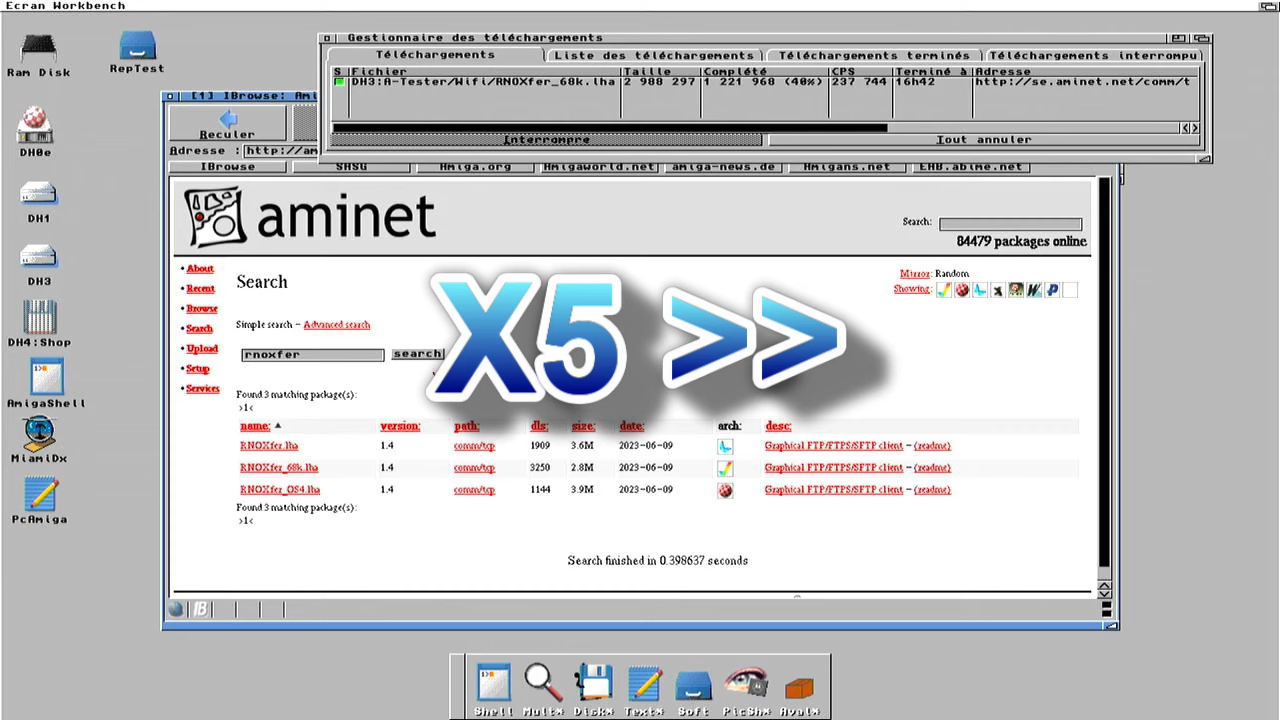 Ecran Workbench
Ram Disk
RepTest
DH0e
DH1
DH3
DH4:Shop
AmigaShell
MiamiDx
PcAmiga
Gestionnaire des téléchargements
Téléchargements
Liste des téléchargements
Téléchargements terminés
Téléchargements interrompu
S Fichier Taille Complété CPS Terminé à Adresse
DH3:A-Tester/Wifi/RNOXfer_68k.lha 2 988 297 1 221 968 (40%) 237 744 16h42 http://se.aminet.net/comm/t
Interrompre
Tout annuler
[1] IBrowse: Ami
Reculer
Adresse : http://am
IBrowse SASG Amiga.org Amigaworld.net amiga-news.de Amigans.net EAB.abime.net
aminet
Search:
84479 packages online
About
Recent
Browse
Search
Upload
Setup
Services
Search
Mirror: Random
Showing:
Simple search – Advanced search
rnoxfer
search
X5 >>
Found 3 matching package(s):
>1<
name: version: path: dls: size: date: arch: desc:
RNOXfer.lha 1.4 comm/tcp 1909 3.6M 2023-06-09 Graphical FTP/FTPS/SFTP client – (readme)
RNOXfer_68k.lha 1.4 comm/tcp 3250 2.8M 2023-06-09 Graphical FTP/FTPS/SFTP client – (readme)
RNOXfer_OS4.lha 1.4 comm/tcp 1144 3.9M 2023-06-09 Graphical FTP/FTPS/SFTP client – (readme)
Found 3 matching package(s):
>1<
Search finished in 0.398637 seconds
IB
Shell Mult* Disk* Text* Soft PicSh* Aval*